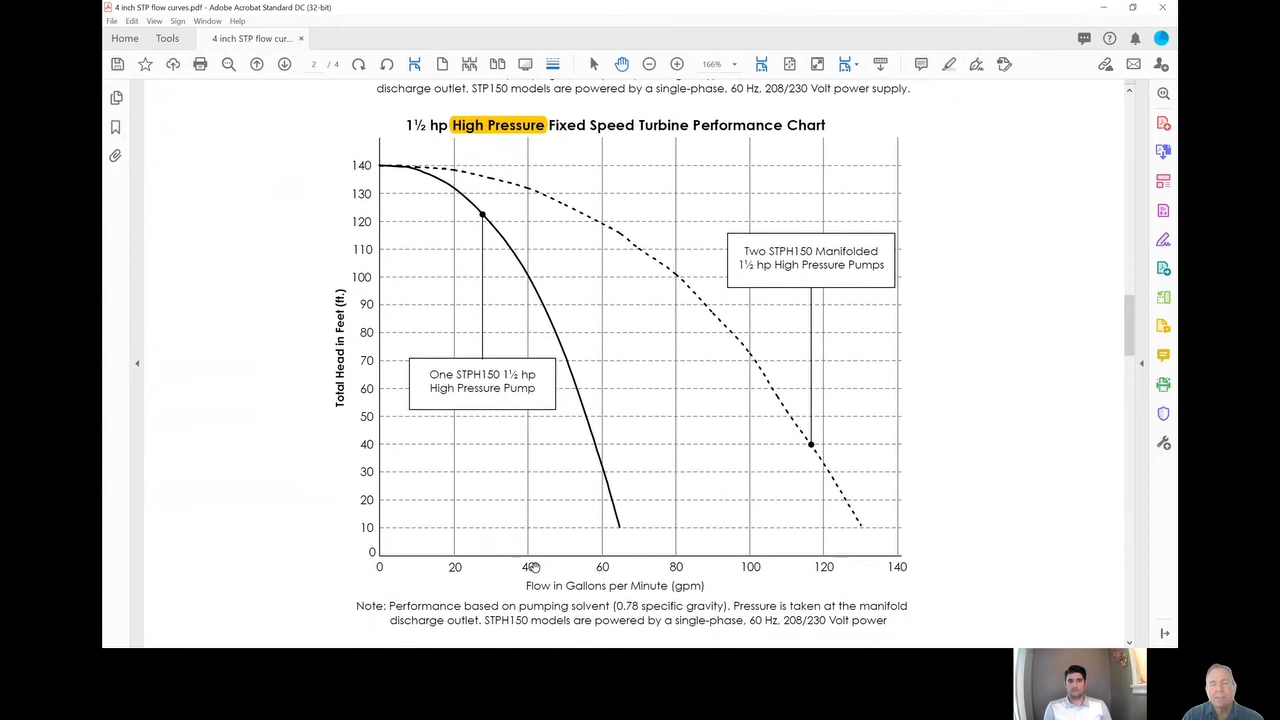 4 inch STP flow curves.pdf - Adobe Acrobat Standard DC (32-bit)
File Edit View Sign Window Help
Home Tools 4 inch STP flow cur... ×
2 / 4 166%
discharge outlet. STP150 models are powered by a single-phase, 60 Hz, 208/230 Volt power supply.
1½ hp High Pressure Fixed Speed Turbine Performance Chart
Total Head in Feet (ft.)
140
130
120
110
100
90
80
70
60
50
40
30
20
10
0
Two STPH150 Manifolded
1½ hp High Pressure Pumps
One STPH150 1½ hp
High Pressure Pump
0 20 40 60 80 100 120 140
Flow in Gallons per Minute (gpm)
Note: Performance based on pumping solvent (0.78 specific gravity). Pressure is taken at the manifold
discharge outlet. STPH150 models are powered by a single-phase, 60 Hz, 208/230 Volt power